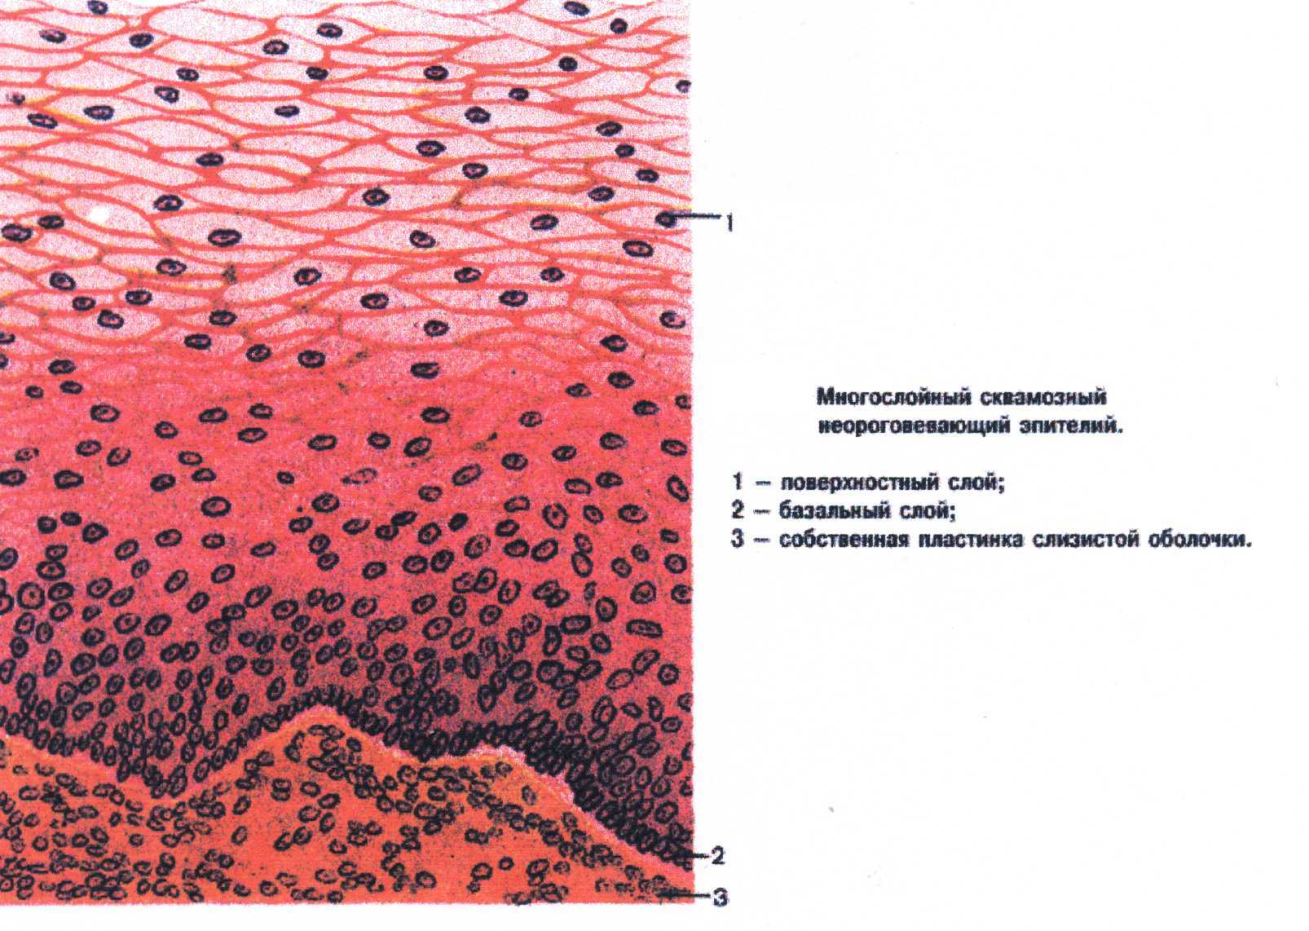 1
Многослойный сквамозный
неороговевающий эпителий.
1 – поверхностный слой;
2 – базальный слой;
3 – собственная пластинка слизистой оболочки.
2
3